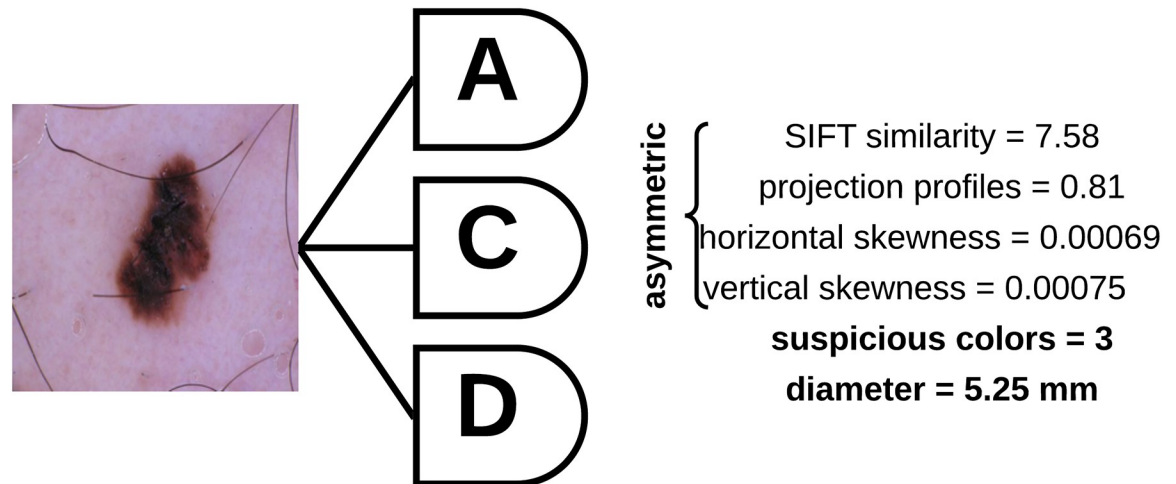 A
C
D
asymmetric
SIFT similarity = 7.58
projection profiles = 0.81
horizontal skewness = 0.00069
vertical skewness = 0.00075
suspicious colors = 3
diameter = 5.25 mm